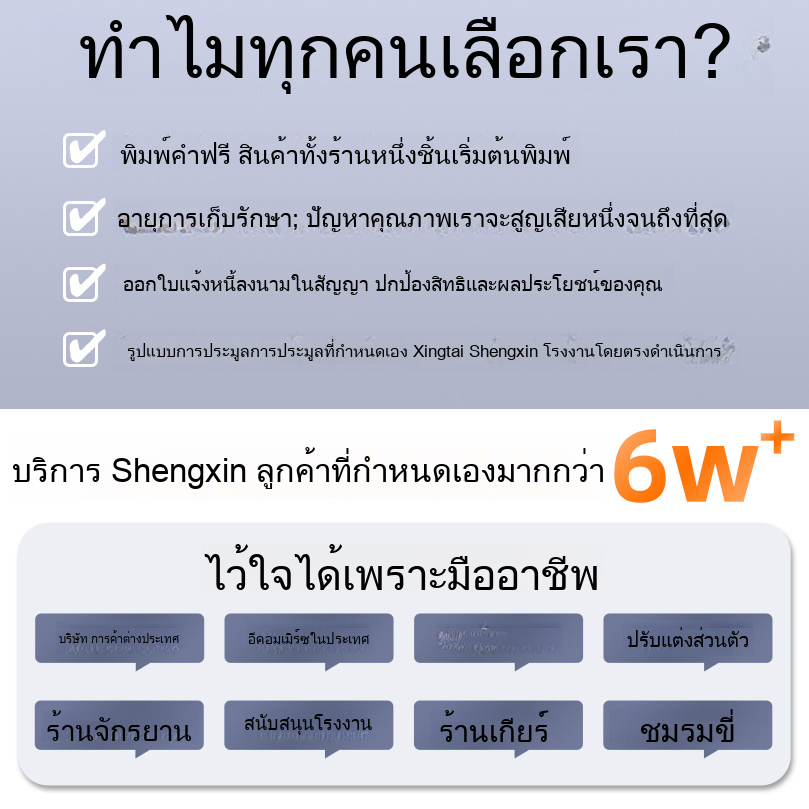 ทำไมทุกคนเลือกเรา?
พิมพ์คำฟรี สินค้าทั้งร้านหนึ่งชิ้นเริ่มต้นพิมพ์
อายุการเก็บรักษา; ปัญหาคุณภาพเราจะสูญเสียหนึ่งจนถึงที่สุด
ออกใบแจ้งหนี้ลงนามในสัญญา ปกป้องสิทธิและผลประโยชน์ของคุณ
รูปแบบการประมูลการประมูลที่กำหนดเอง Xingtai Shengxin โรงงานโดยตรงดำเนินการ
บริการ Shengxin ลูกค้าที่กำหนดเองมากกว่า 6w+
ไว้ใจได้เพราะมืออาชีพ
บริษัท การค้าต่างประเทศ
อีคอมเมิร์ซในประเทศ
ปรับแต่งส่วนตัว
ร้านจักรยาน
สนับสนุนโรงงาน
ร้านเกียร์
ชมรมขี่